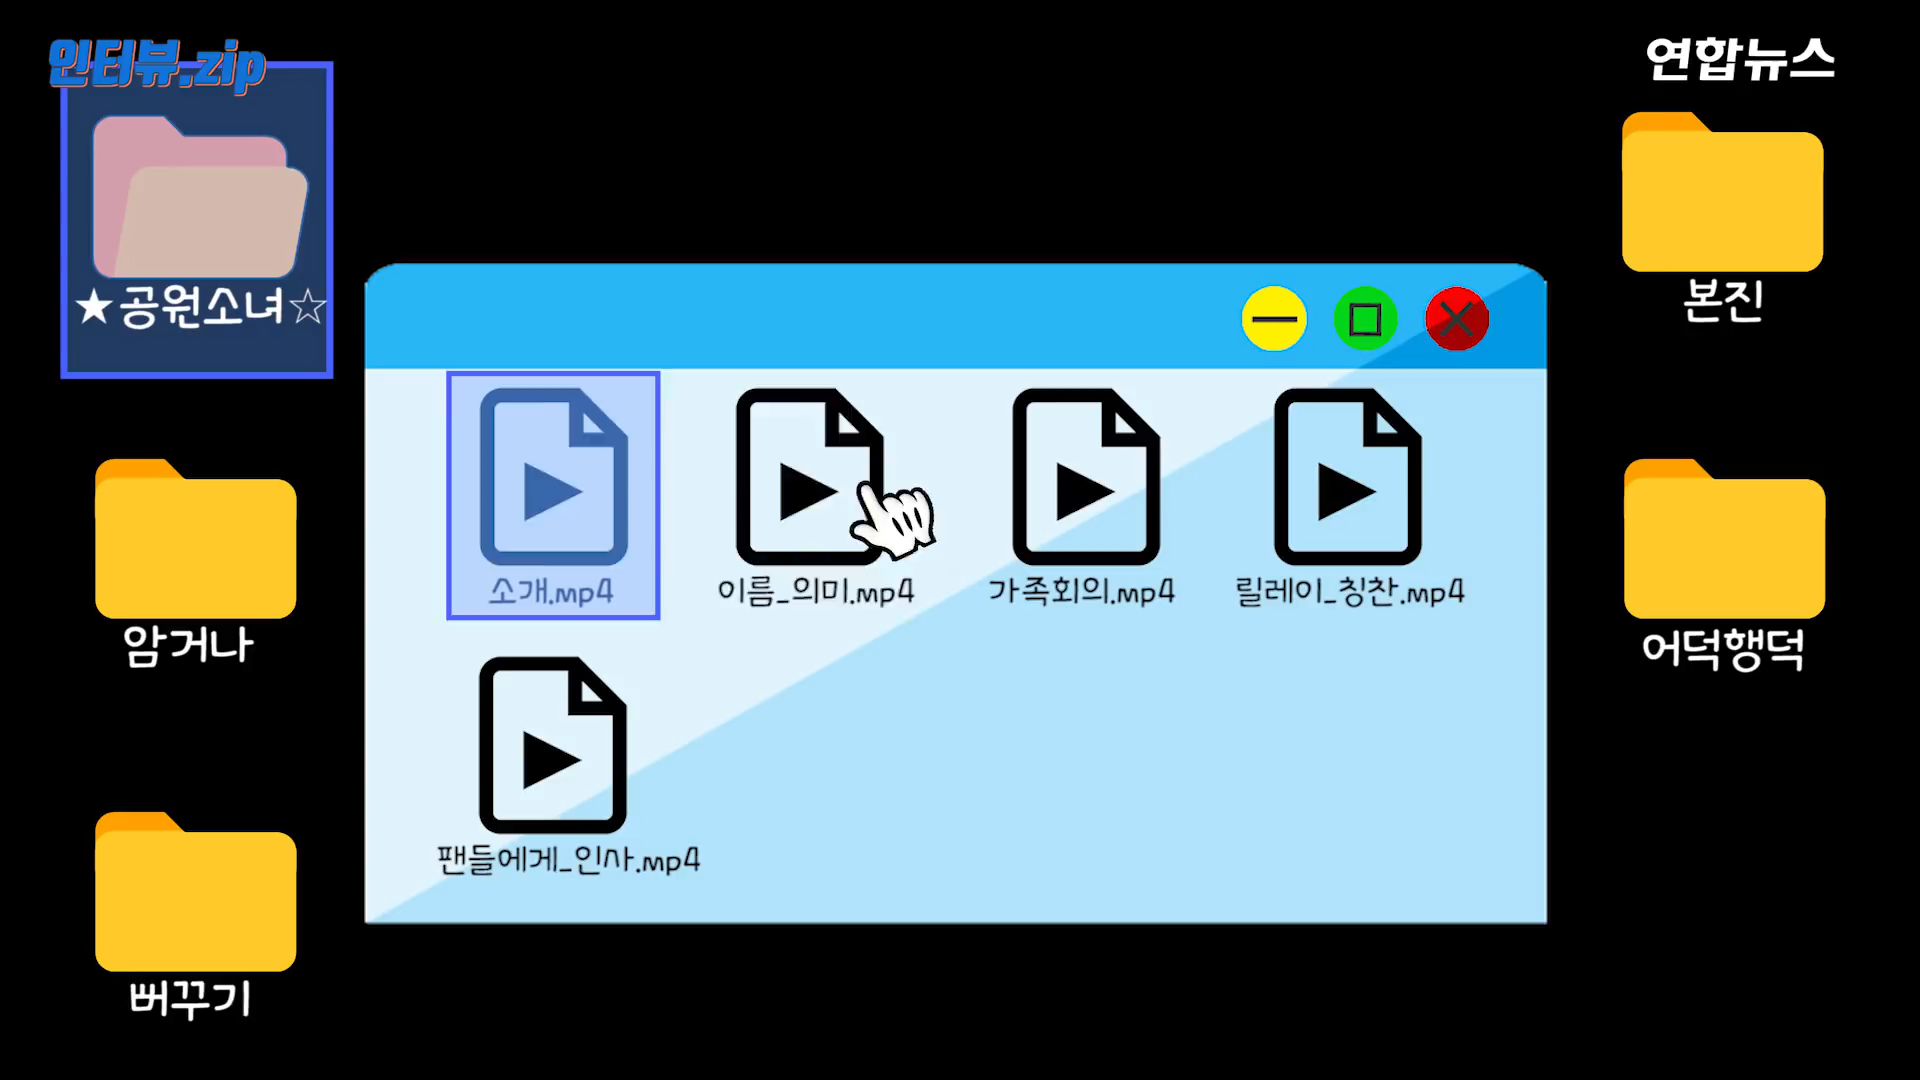 인터뷰.zip
연합뉴스
★공원소녀☆
본진
소개.mp4
이름_의미.mp4
가족회의.mp4
릴레이_칭찬.mp4
암거나
어덕행덕
팬들에게_인사.mp4
뻐꾸기